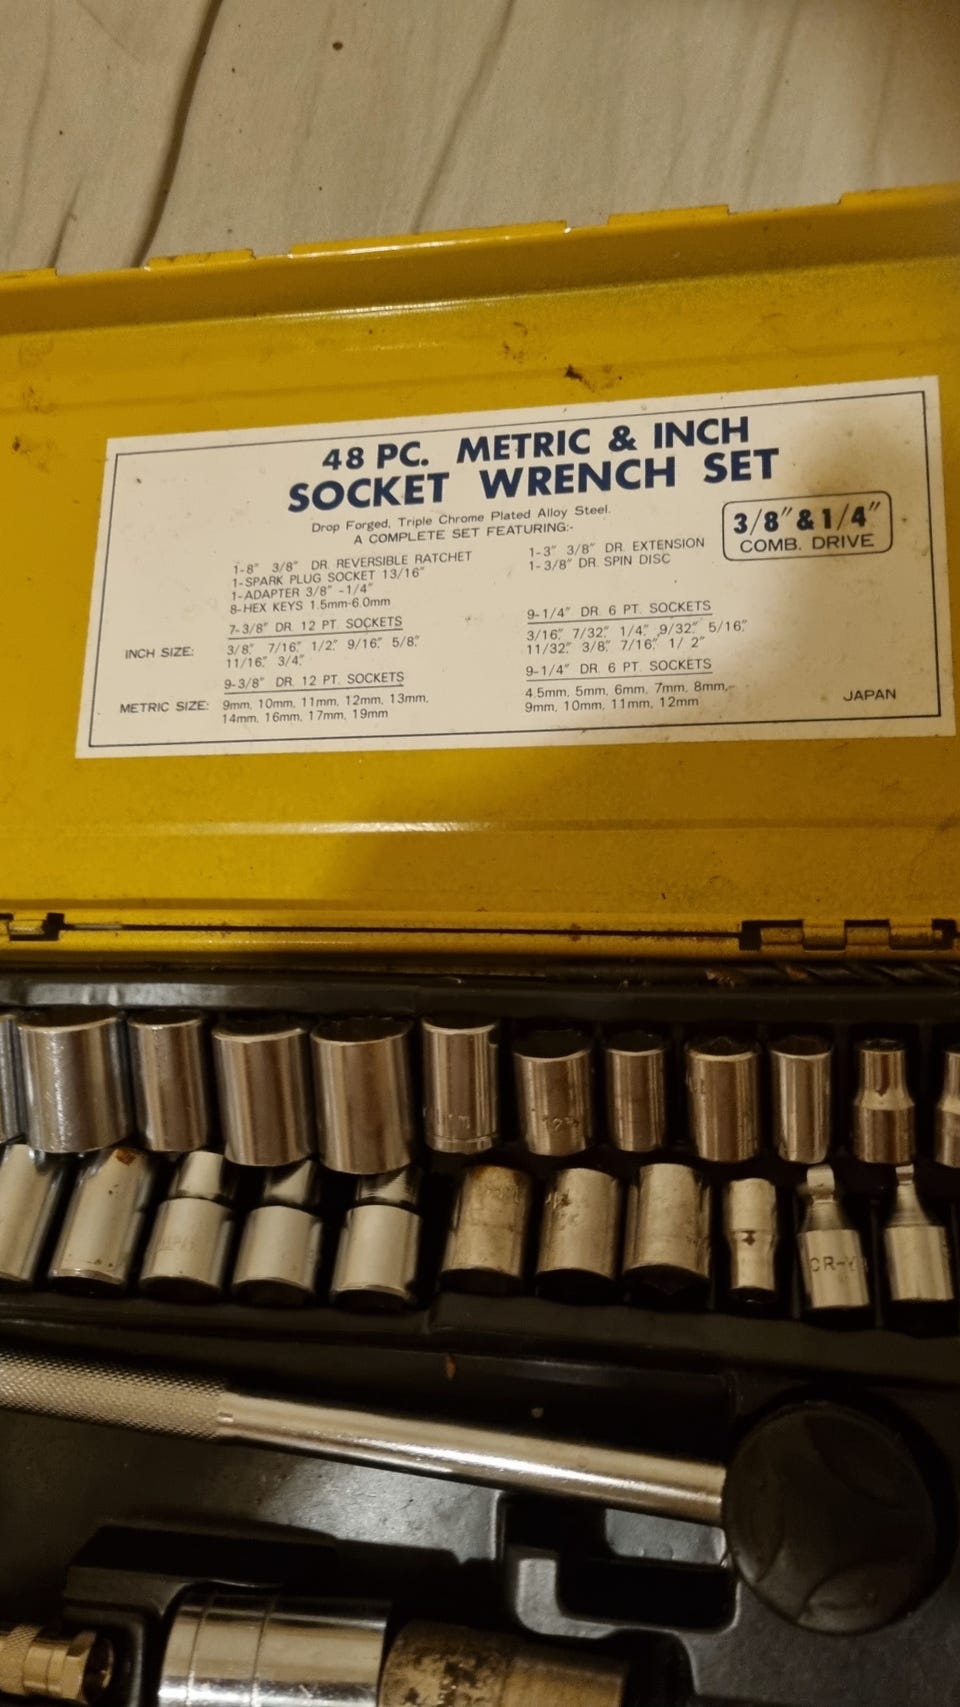 48 PC. METRIC & INCH
SOCKET WRENCH SET
Drop Forged, Triple Chrome Plated Alloy Steel.
A COMPLETE SET FEATURING:-
3/8" & 1/4"
COMB. DRIVE
1-8" 3/8" DR. REVERSIBLE RATCHET
1-SPARK PLUG SOCKET 13/16"
1-ADAPTER 3/8" -1/4"
8-HEX KEYS 1.5mm-6.0mm
1-3" 3/8" DR. EXTENSION
1-3/8" DR. SPIN DISC
INCH SIZE:
7-3/8" DR. 12 PT. SOCKETS
3/8," 7/16," 1/2," 9/16," 5/8,"
11/16," 3/4,"
9-1/4" DR. 6 PT. SOCKETS
3/16," 7/32," 1/4," 9/32," 5/16,"
11/32," 3/8," 7/16," 1/ 2"
METRIC SIZE:
9-3/8" DR. 12 PT. SOCKETS
9mm, 10mm, 11mm, 12mm, 13mm,
14mm, 16mm, 17mm, 19mm
9-1/4" DR. 6 PT. SOCKETS
4.5mm, 5mm, 6mm, 7mm, 8mm,
9mm, 10mm, 11mm, 12mm
JAPAN
CR-V